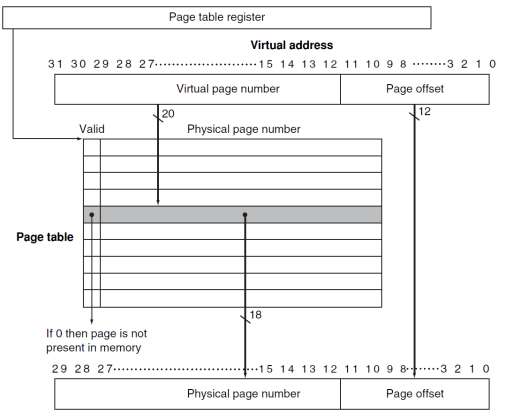 Page table register
Virtual address
31 30 29 28 27··················15 14 13 12 11 10 9 8 ·······3 2 1 0
Virtual page number Page offset
20 12
Valid Physical page number
Page table
18
If 0 then page is not
present in memory
29 28 27··························15 14 13 12 11 10 9 8·······3 2 1 0
Physical page number Page offset